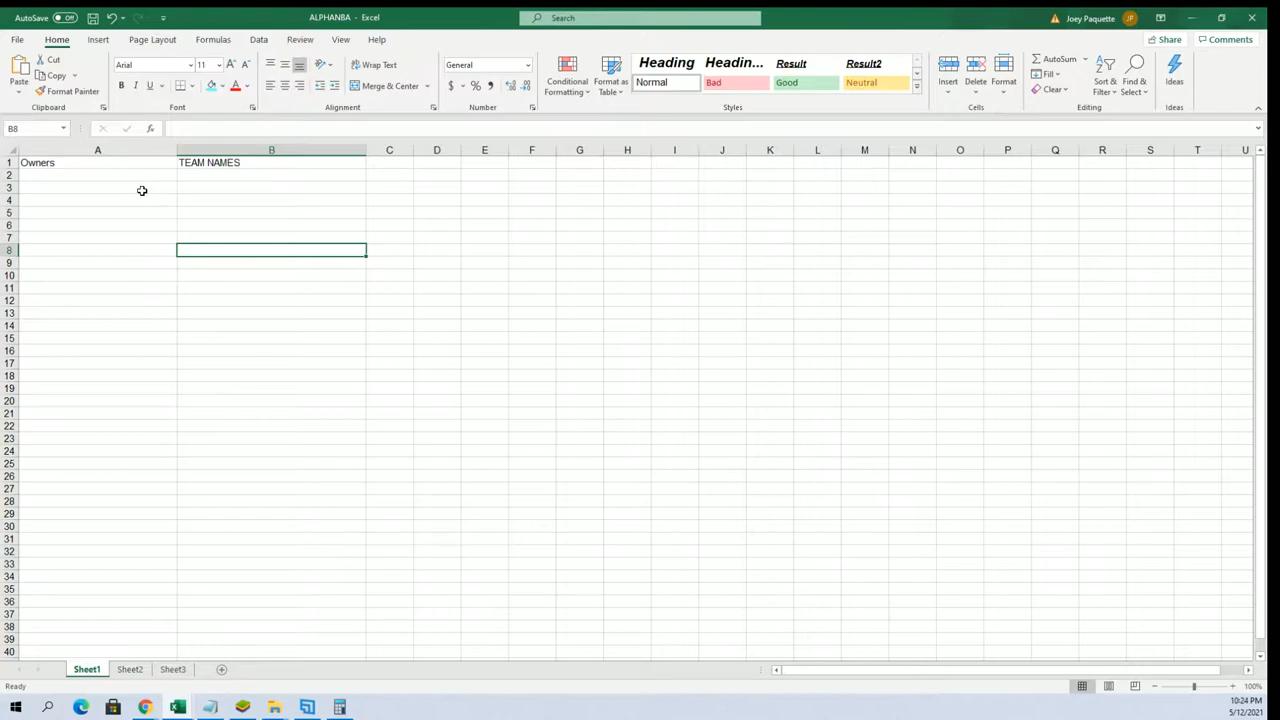 AutoSave Off ALPHANBA - Excel Search Joey Paquette JP
File Home Insert Page Layout Formulas Data Review View Help Share Comments
Paste Cut Copy Format Painter Clipboard
Arial 11 A A B I U A Font
Wrap Text Merge & Center Alignment
General $ % Number
Conditional Formatting Format as Table
Heading Headin... Result Result2
Normal Bad Good Neutral
Styles
Insert Delete Format Cells
AutoSum Fill Clear Sort & Filter Find & Select Editing
Ideas Ideas
B8 fx
A B C D E F G H I J K L M N O P Q R S T U
1 Owners TEAM NAMES
2
3
4
5
6
7
8
9
10
11
12
13
14
15
16
17
18
19
20
21
22
23
24
25
26
27
28
29
30
31
32
33
34
35
36
37
38
39
40
Sheet1 Sheet2 Sheet3
Ready 100%
10:24 PM
5/12/2021